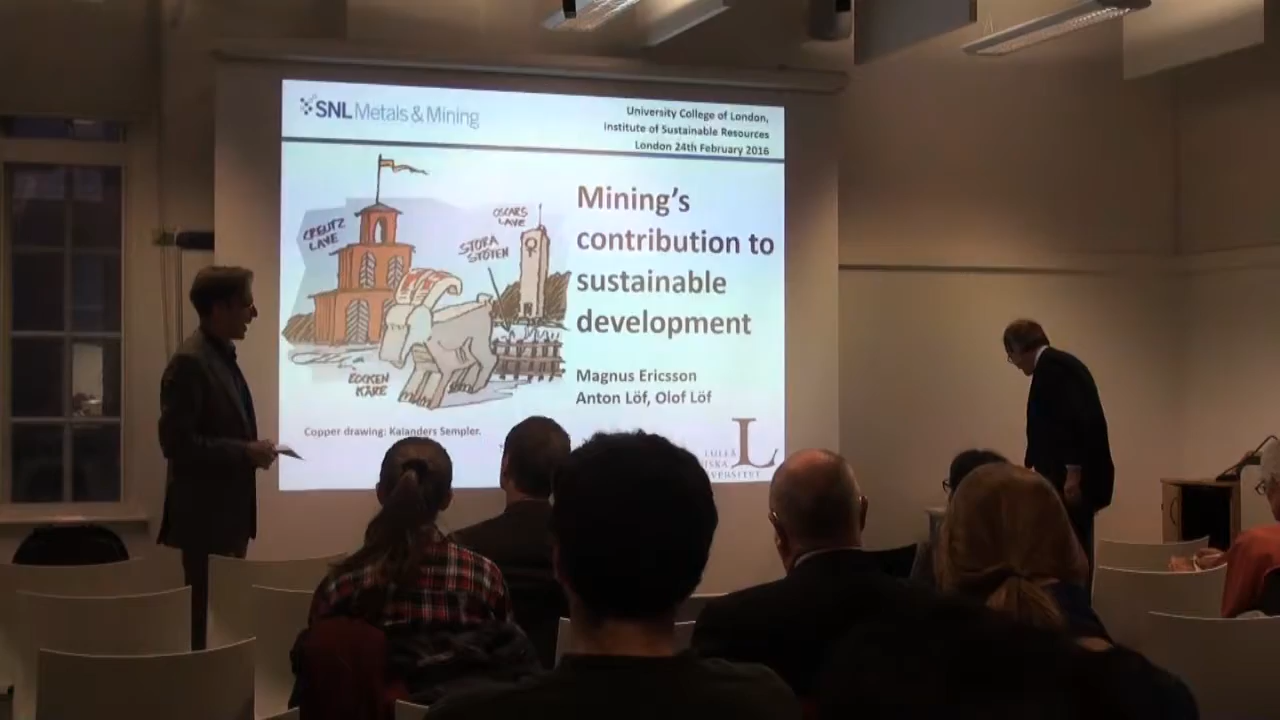 SNL Metals & Mining
University College of London,
Institute of Sustainable Resources
London 24th February 2016
Mining's
contribution to
sustainable
development
CREUTZ
LAVE
OSCARS
LAVE
STORA
STÖTEN
BOCKEN
KÅRE
Magnus Ericsson
Anton Löf, Olof Löf
Copper drawing: Kalanders Sempler.
L
LULEÅ